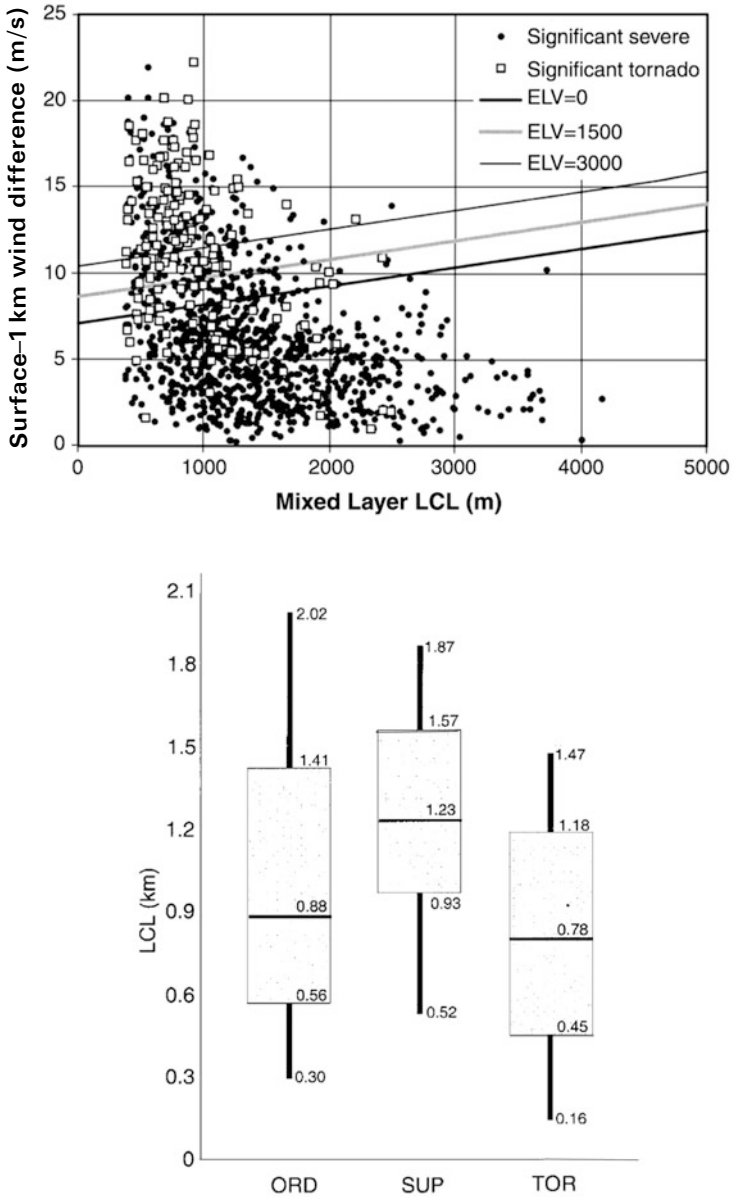 Surface–1 km wind difference (m/s)
25
20
15
10
5
0
Significant severe
Significant tornado
ELV=0
ELV=1500
ELV=3000
0 1000 2000 3000 4000 5000
Mixed Layer LCL (m)
LCL (km)
2.1
1.8
1.5
1.2
0.9
0.6
0.3
0
2.02
1.41
0.88
0.56
0.30
1.87
1.57
1.23
0.93
0.52
1.47
1.18
0.78
0.45
0.16
ORD SUP TOR